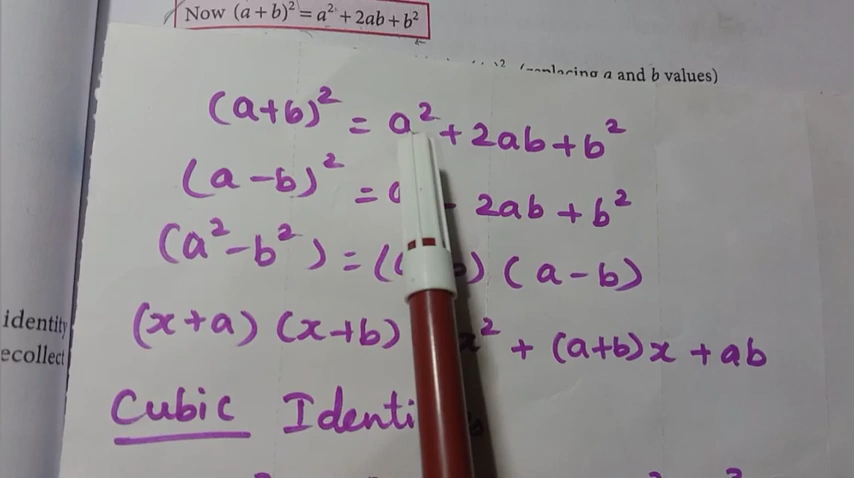 Now (a+b)² = a² + 2ab + b²
and b values)
(a+b)² = a² + 2ab + b²
(a-b)² = - 2ab + b²
(a²-b²) = ( ) (a-b)
(x+a) (x+b) x² + (a+b)x + ab
identity
ecollect
Cubic Identi